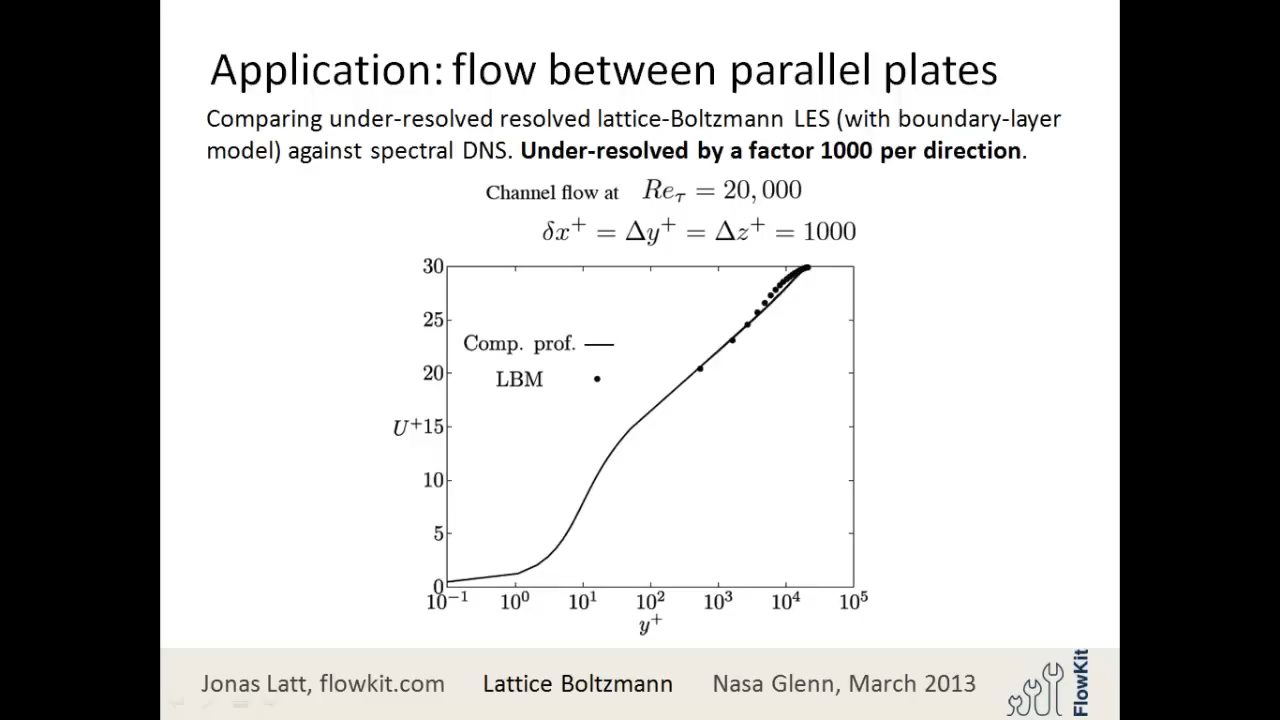 Application: flow between parallel plates
Comparing under-resolved resolved lattice-Boltzmann LES (with boundary-layer
model) against spectral DNS. Under-resolved by a factor 1000 per direction.
Channel flow at Re_τ = 20,000
δx⁺ = Δy⁺ = Δz⁺ = 1000
30
25
Comp. prof.
20
LBM
U⁺ 15
10
5
0
10⁻¹ 10⁰ 10¹ 10² 10³ 10⁴ 10⁵
y⁺
Jonas Latt, flowkit.com Lattice Boltzmann Nasa Glenn, March 2013
FlowKit